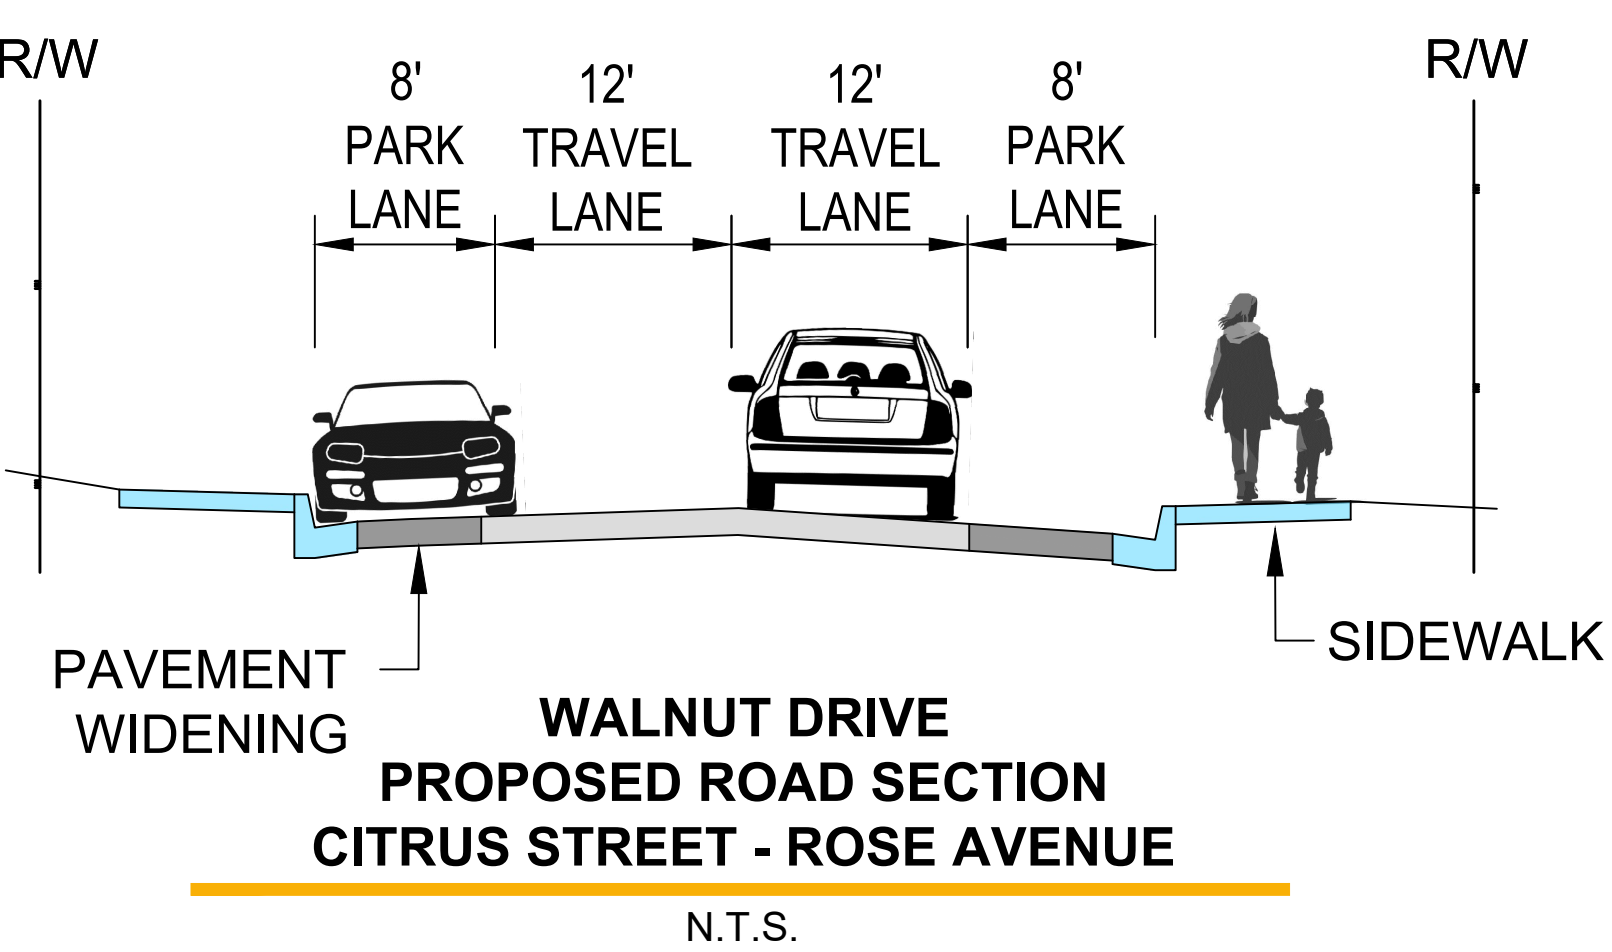 R/W
R/W
8'
PARK
LANE
12'
TRAVEL
LANE
12'
TRAVEL
LANE
8'
PARK
LANE
PAVEMENT
WIDENING
SIDEWALK
WALNUT DRIVE
PROPOSED ROAD SECTION
CITRUS STREET - ROSE AVENUE
N.T.S.